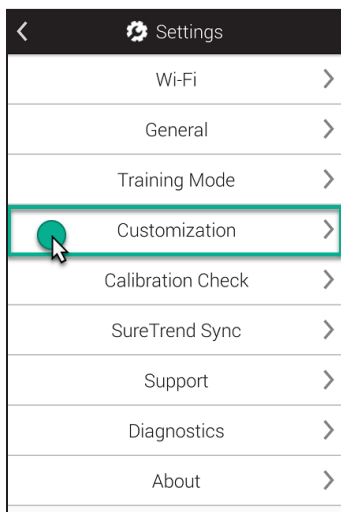 Settings
Wi-Fi
General
Training Mode
Customization
Calibration Check
SureTrend Sync
Support
Diagnostics
About